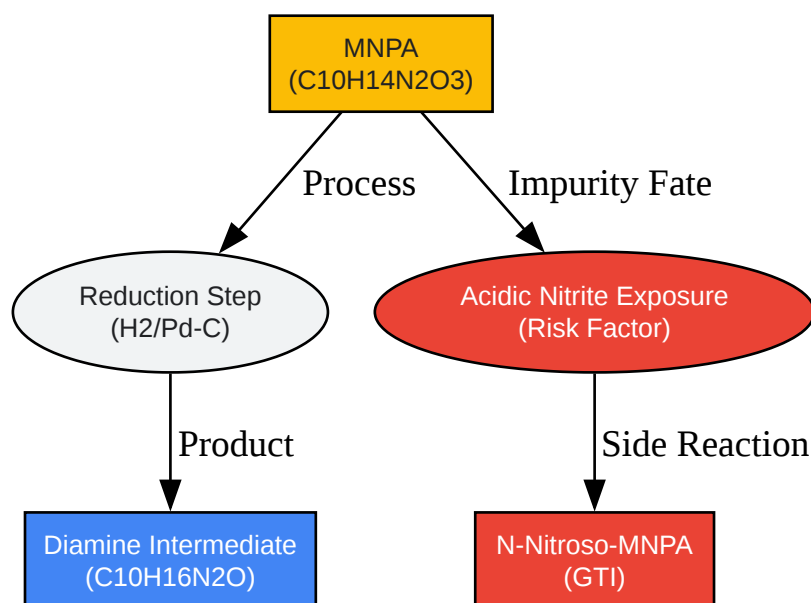 MNPA
(C10H14N2O3)
Process
Impurity Fate
Reduction Step
(H2/Pd-C)
Acidic Nitrite Exposure
(Risk Factor)
Product
Side Reaction
Diamine Intermediate
(C10H16N2O)
N-Nitroso-MNPA
(GTI)